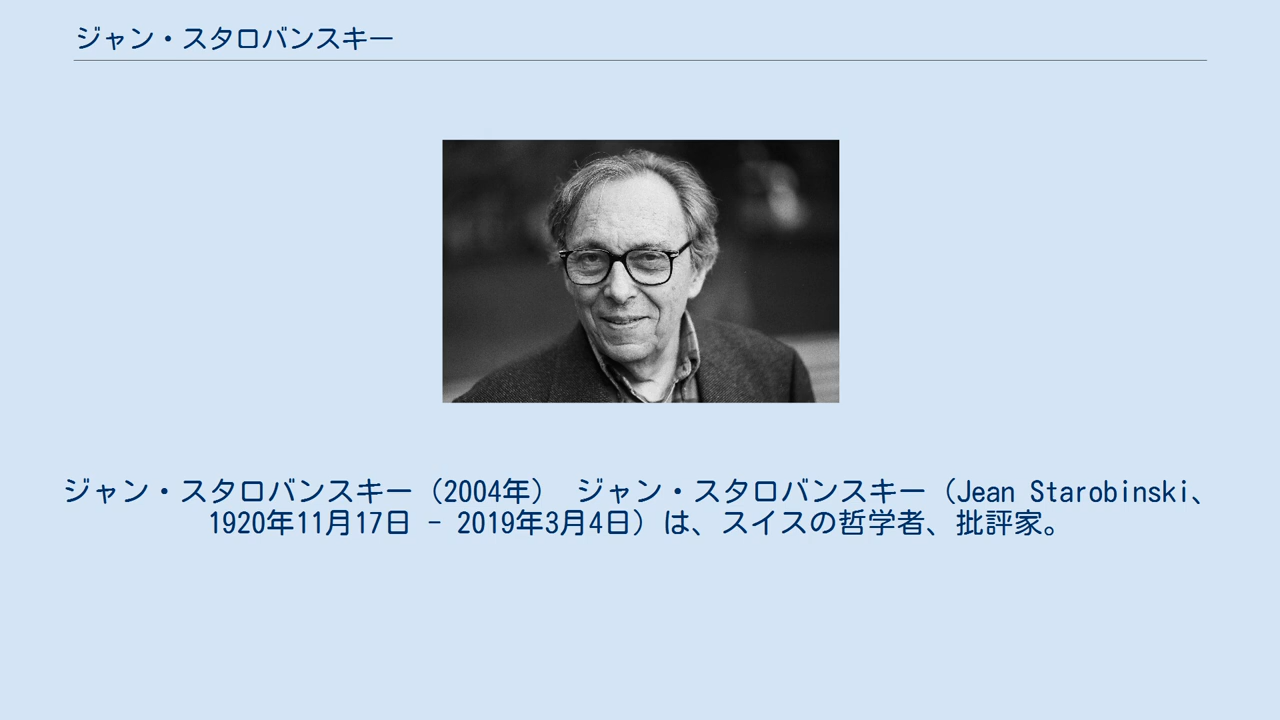 ジャン・スタロバンスキー
ジャン・スタロバンスキー（2004年） ジャン・スタロバンスキー（Jean Starobinski、
1920年11月17日 - 2019年3月4日）は、スイスの哲学者、批評家。